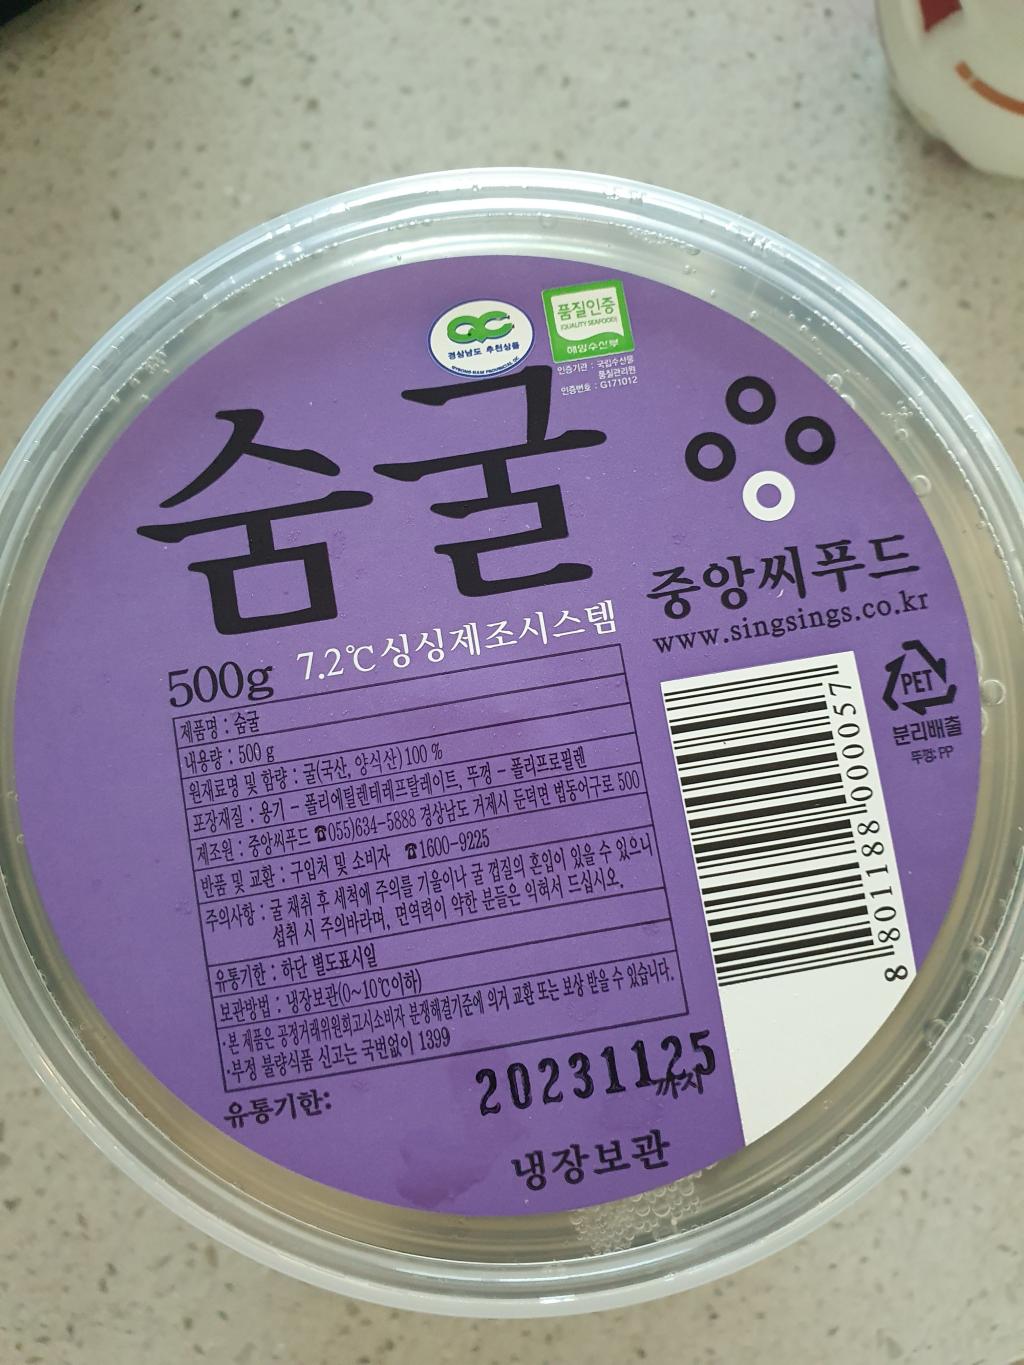 QC
경상남도 추천상품
GYEONGNAM PROVINCIAL QC
품질인증
(QUALITY SEAFOOD)
해양수산부
인증기관 : 국립수산물
품질관리원
인증번호 : G171012
숨굴
중앙씨푸드
www.singsings.co.kr
500g 7.2℃싱싱제조시스템
제품명 : 숨굴
내용량 : 500 g
원재료명 및 함량 : 굴(국산, 양식산) 100 %
포장재질 : 용기 - 폴리에틸렌테레프탈레이트, 뚜껑 - 폴리프로필렌
제조원 : 중앙씨푸드 ☎055)634-5888 경상남도 거제시 둔덕면 법동어구로 500
반품 및 교환 : 구입처 및 소비자 ☎1600-9225
주의사항 : 굴 채취 후 세척에 주의를 기울이나 굴 껍질의 혼입이 있을 수 있으니
섭취 시 주의바라며, 면역력이 약한 분들은 익혀서 드십시오.
유통기한 : 하단 별도표시일
보관방법 : 냉장보관(0~10℃이하)
·본 제품은 공정거래위원회고시소비자 분쟁해결기준에 의거 교환 또는 보상 받을 수 있습니다.
·부정 불량식품 신고는 국번없이 1399
유통기한:
20231125
까지
냉장보관
PET
분리배출
뚜껑: PP
8 801188 000057